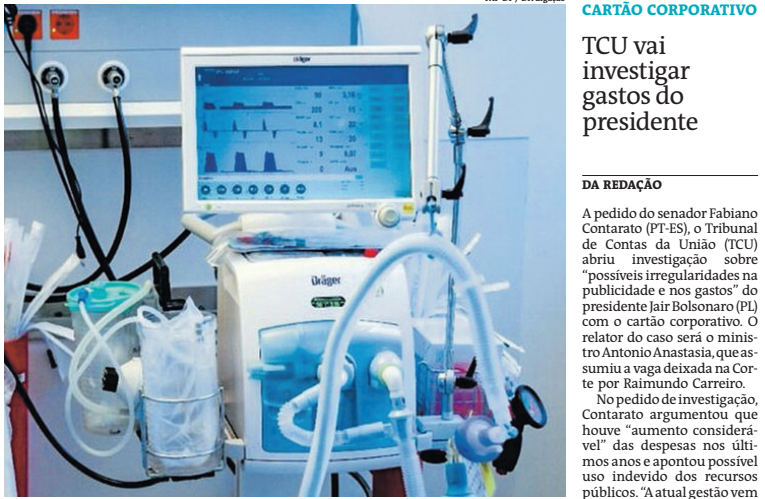 CARTÃO CORPORATIVO
TCU vai
investigar
gastos do
presidente
DA REDAÇÃO
A pedido do senador Fabiano
Contarato (PT-ES), o Tribunal
de Contas da União (TCU)
abriu investigação sobre
“possíveis irregularidades na
publicidade e nos gastos” do
presidente Jair Bolsonaro (PL)
com o cartão corporativo. O
relator do caso será o minis-
tro Antonio Anastasia, que as-
sumiu a vaga deixada na Cor-
te por Raimundo Carreiro.
No pedido de investigação,
Contarato argumentou que
houve “aumento considerá-
vel” das despesas nos últi-
mos anos e apontou possível
uso indevido dos recursos
públicos. “A atual gestão vem
Dräger
Dräger